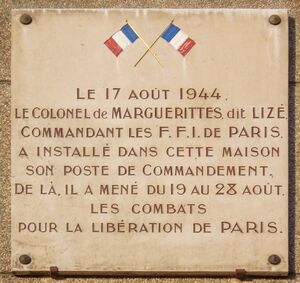 LE 17 AOÛT 1944,
LE COLONEL DE MARGUERITTES, dit LIZÉ,
COMMANDANT LES F.F.I. DE PARIS,
A INSTALLÉ DANS CETTE MAISON
SON POSTE DE COMMANDEMENT,
DE LÀ, IL A MENÉ DU 19 AU 28 AOÛT,
LES COMBATS
POUR LA LIBÉRATION DE PARIS.